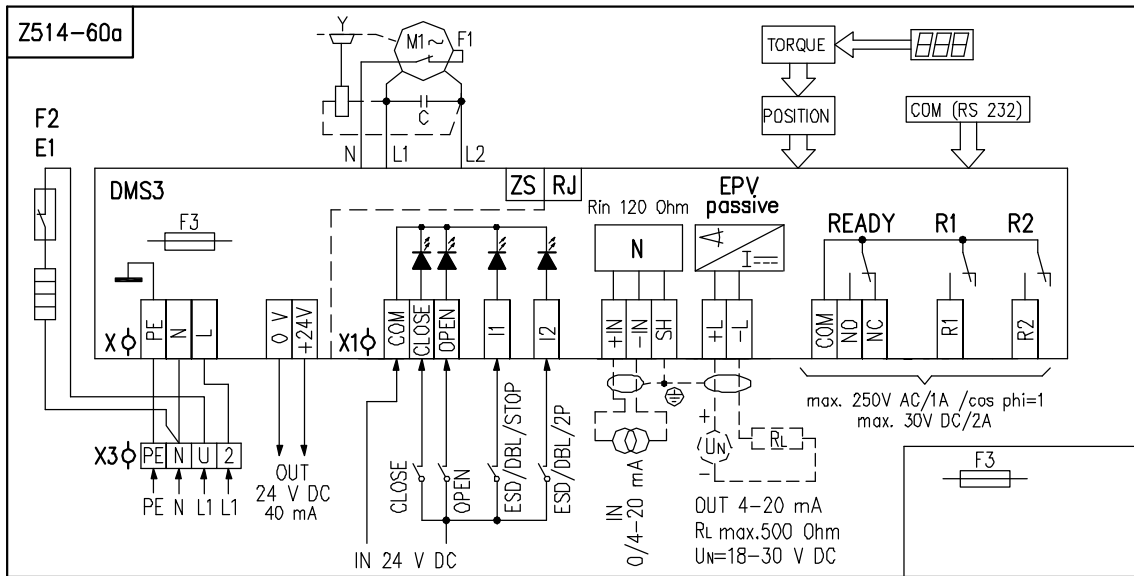 Z514-60a
Y
M1~
F1
C
N
L1
L2
TORQUE
POSITION
COM (RS 232)
F2
E1
DMS3
F3
ZS
RJ
Rin 120 Ohm
N
EPV
passive
I
READY
R1
R2
X
PE
N
L
0 V
+24V
X1
COM
CLOSE
OPEN
I1
I2
+IN
-IN
SH
+L
-L
COM
NO
NC
R1
R2
max. 250V AC/1A /cos phi=1
max. 30V DC/2A
X3
PE
N
U
2
PE
N
L1
L1
OUT
24 V DC
40 mA
CLOSE
OPEN
ESD/DBL/STOP
ESD/DBL/2P
IN 24 V DC
IN
0/4-20 mA
+
UN
-
RL
OUT 4-20 mA
RL max.500 Ohm
UN=18-30 V DC
F3